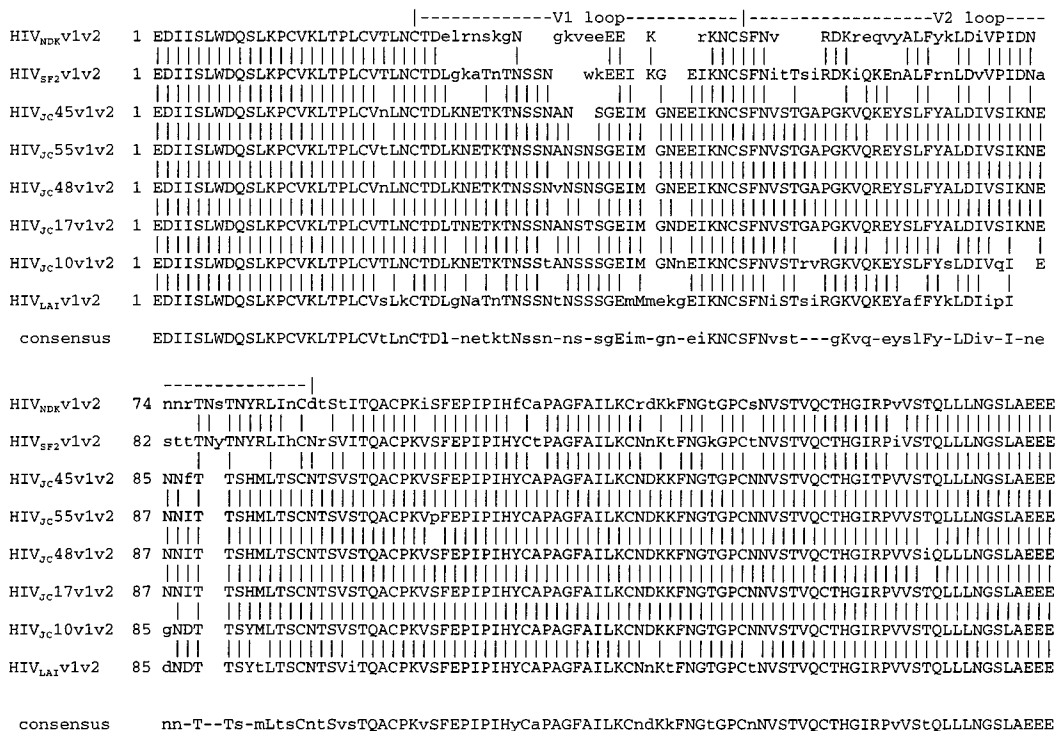 |-----------V1 loop------------|-----------------V2 loop----
HIVNDKv1v2 1 EDIISLWDQSLKPCVKLTPLCVTLNCTDelrnskgN gkveeEE K rKNCSFNv RDKreqvyALFykLDivPIDN
HIVSF2v1v2 1 EDIISLWDQSLKPCVKLTPLCVTLNCTDLgkaTnTNSSN wkEEI KG EIKNCSFNitTsiRDKiQKEnALFrnLDvVPIDNa
HIVJC45v1v2 1 EDIISLWDQSLKPCVKLTPLCVnLNCTDLKNETKTNSSNAN SGEIM GNEEIKNCSFNVSTGAPGKVQKEYSLFYALDIVSIKNE
HIVJC55v1v2 1 EDIISLWDQSLKPCVKLTPLCVtLNCTDLKNETKTNSSNANSNSGEIM GNEEIKNCSFNVSTGAPGKVQREYSLFYALDIVSIKNE
HIVJC48v1v2 1 EDIISLWDQSLKPCVKLTPLCVnLNCTDLKNETKTNSSNvNSNSGEIM GNEEIKNCSFNVSTGAPGKVQREYSLFYALDIVSIKNE
HIVJC17v1v2 1 EDIISLWDQSLKPCVKLTPLCVTLNCTDLTNETKTNSSNANSTSGEIM GNDEIKNCSFNVSTGAPGKVQREYSLFYALDIVSIKNE
HIVJC10v1v2 1 EDIISLWDQSLKPCVKLTPLCVTLNCTDLKNETKTNSStANSSSGEIM GNnEIKNCSFNVSTrvRGKVQKEYSLFYsLDIVqI E
HIVLAIv1v2 1 EDIISLWDQSLKPCVKLTPLCVsLkCTDLgNaTnTNSSNtNSSSGEmMmekgEIKNCSFNiSTsiRGKVQKEYafFYkLDIipI
consensus EDIISLWDQSLKPCVKLTPLCVtLnCTDl-netktNssn-ns-sgEim-gn-eiKNCSFNvst---gKvq-eyslFy-LDiv-I-ne
---------------|
HIVNDKv1v2 74 nnrTNsTNYRLInCdtStITQACPKiSFEPIPIHfCaPAGFAILKCrdKkFNGtGPCsNVSTVQCTHGIRPvVSTQLLLNGSLAEEE
HIVSF2v1v2 82 sttTNyTNYRLIhCNrSVITQACPKVSFEPIPIHYCtPAGFAILKCNnKtFNGkGPCtNVSTVQCTHGIRPiVSTQLLLNGSLAEEE
HIVJC45v1v2 85 NNfT TSHMLTSCNTSVSTQACPKVSFEPIPIHYCAPAGFAILKCNDKKFNGTGPCNNVSTVQCTHGITPVVSTQLLLNGSLAEEE
HIVJC55v1v2 87 NNIT TSHMLTSCNTSVSTQACPKVpFEPIPIHYCAPAGFAILKCNDKKFNGTGPCNNVSTVQCTHGIRPVVSTQLLLNGSLAEEE
HIVJC48v1v2 87 NNIT TSHMLTSCNTSVSTQACPKVSFEPIPIHYCAPAGFAILKCNDKKFNGTGPCNNVSTVQCTHGIRPVVSiQLLLNGSLAEEE
HIVJC17v1v2 87 NNIT TSHMLTSCNTSVSTQACPKVSFEPIPIHYCAPAGFAILKCNDKKFNGTGPCNNVSTVQCTHGIRPVVSTQLLLNGSLAEEE
HIVJC10v1v2 85 gNDT TSYMLTSCNTSVSTQACPKVSFEPIPIHYCAPAGFAILKCNDKKFNGTGPCNNVSTVQCTHGIRPVVSTQLLLNGSLAEEE
HIVLAIv1v2 85 dNDT TSYtLTSCNTSViTQACPKVSFEPIPIHYCAPAGFAILKCNnKtFNGTGPCtNVSTVQCTHGIRPVVSTQLLLNGSLAEEE
consensus nn-T--Ts-mLtsCntSvsTQACPKvSFEPIPIHyCaPAGFAILKCndKkFNGtGPCnNVSTVQCTHGIRPvVStQLLLNGSLAEEE